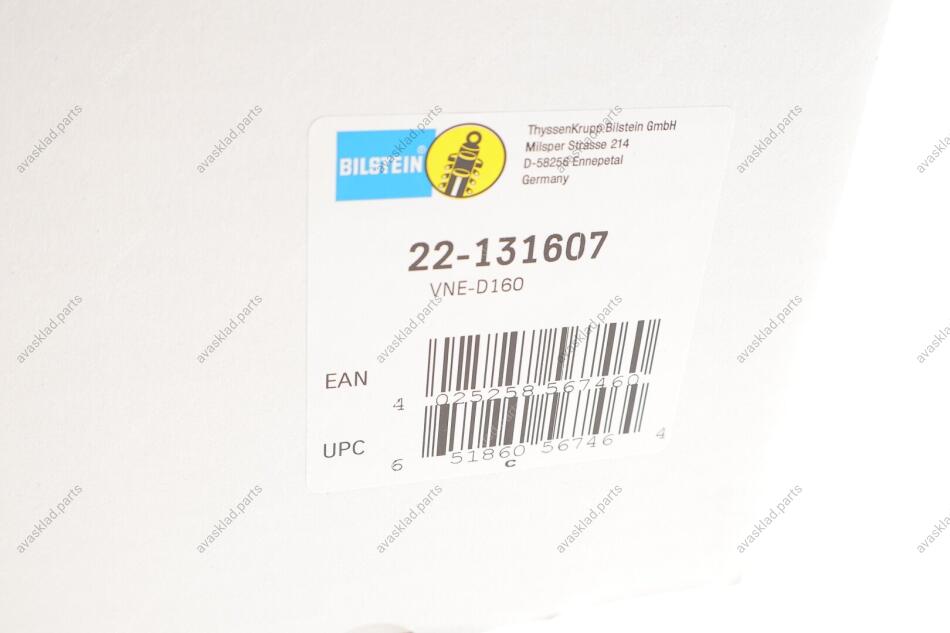 BILSTEIN®
ThyssenKrupp Bilstein GmbH
Milsper Strasse 214
D-58256 Ennepetal
Germany
22-131607
VNE-D160
EAN
4 025258 567460
UPC
6 51860 56746 4
C
avasklad.parts